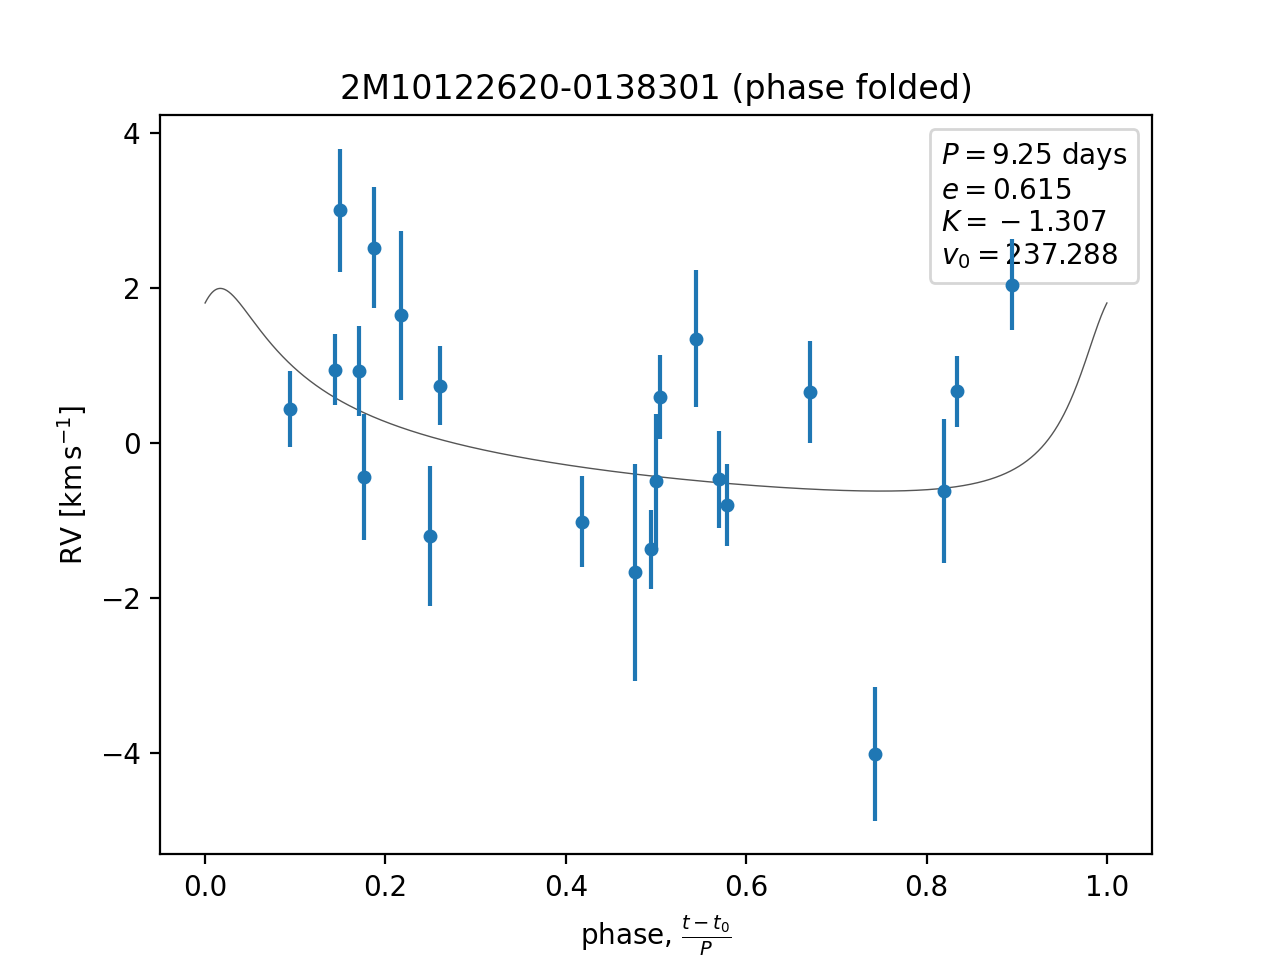 2M10122620-0138301 (phase folded)
P = 9.25 days
e = 0.615
K = −1.307
v₀ = 237.288
4
2
0
−2
−4
RV [km s⁻¹]
0.0 0.2 0.4 0.6 0.8 1.0
phase, (t − t₀)/P